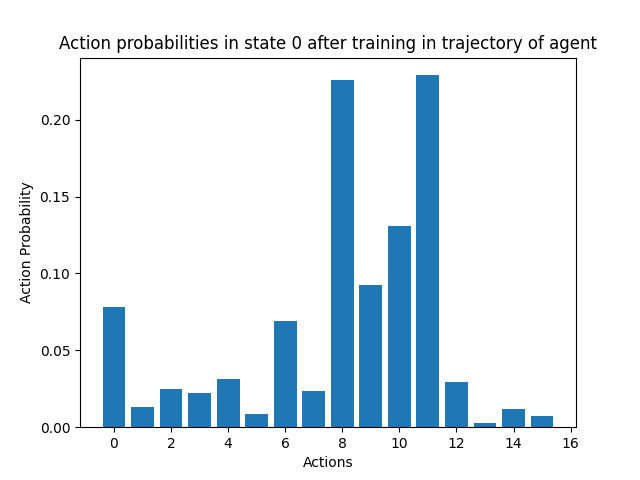 Action probabilities in state 0 after training in trajectory of agent
Action Probability
0.20
0.15
0.10
0.05
0.00
0 2 4 6 8 10 12 14 16
Actions